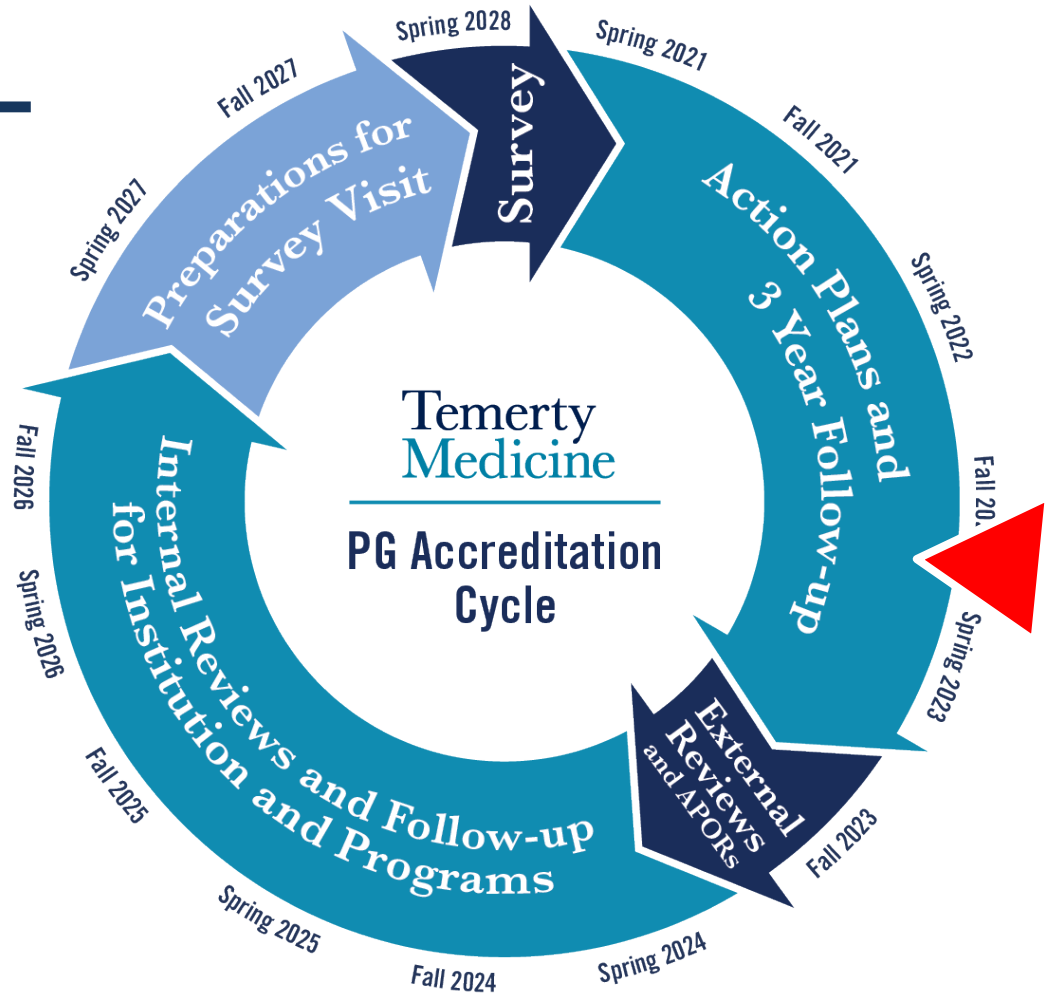 Spring 2028
Spring 2021
Fall 2021
Spring 2022
Fall
Spring 2023
Fall 2023
Spring 2024
Fall 2024
Spring 2025
Fall 2025
Spring 2026
Fall 2026
Spring 2027
Fall 2027
Survey
Action Plans and
3 Year Follow-up
External
Reviews
and APORs
Internal Reviews and Follow-up
for Institution and Programs
Preparations for
Survey Visit
Temerty
Medicine
PG Accreditation
Cycle